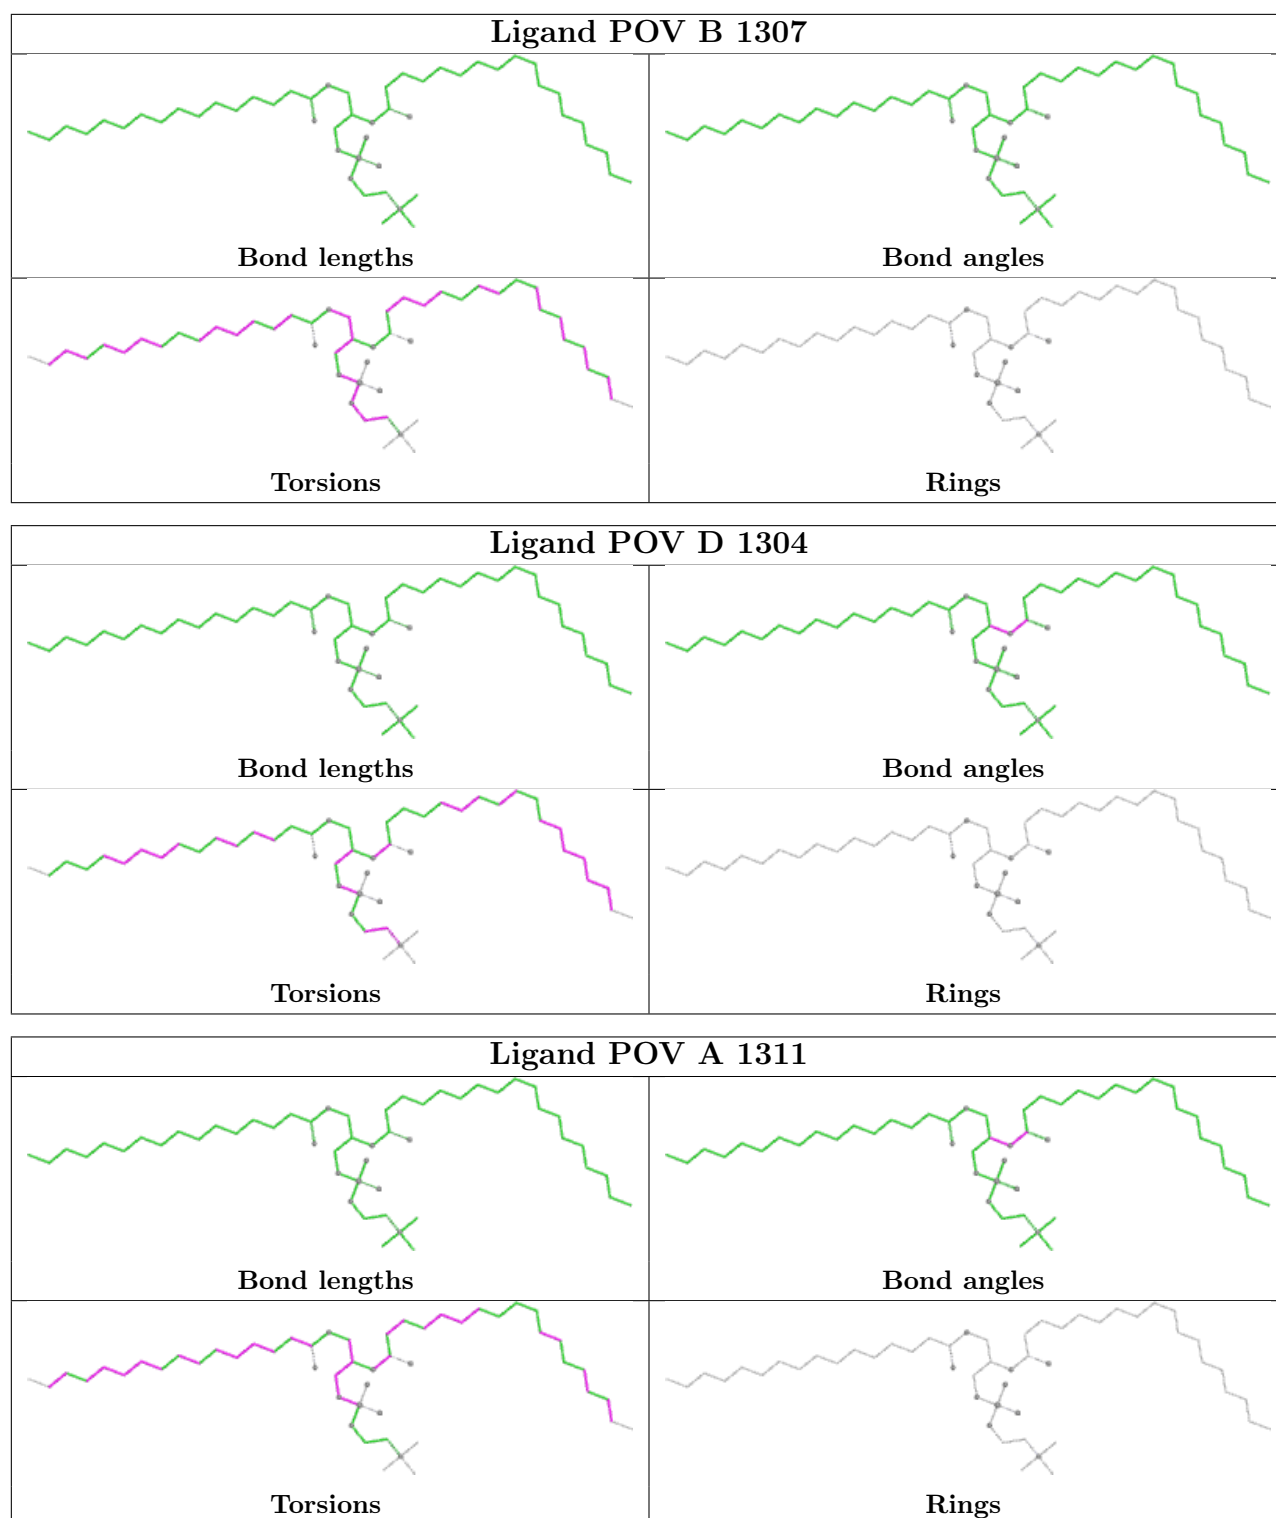 Ligand POV B 1307
Bond lengths
Bond angles
Torsions
Rings
Ligand POV D 1304
Bond lengths
Bond angles
Torsions
Rings
Ligand POV A 1311
Bond lengths
Bond angles
Torsions
Rings